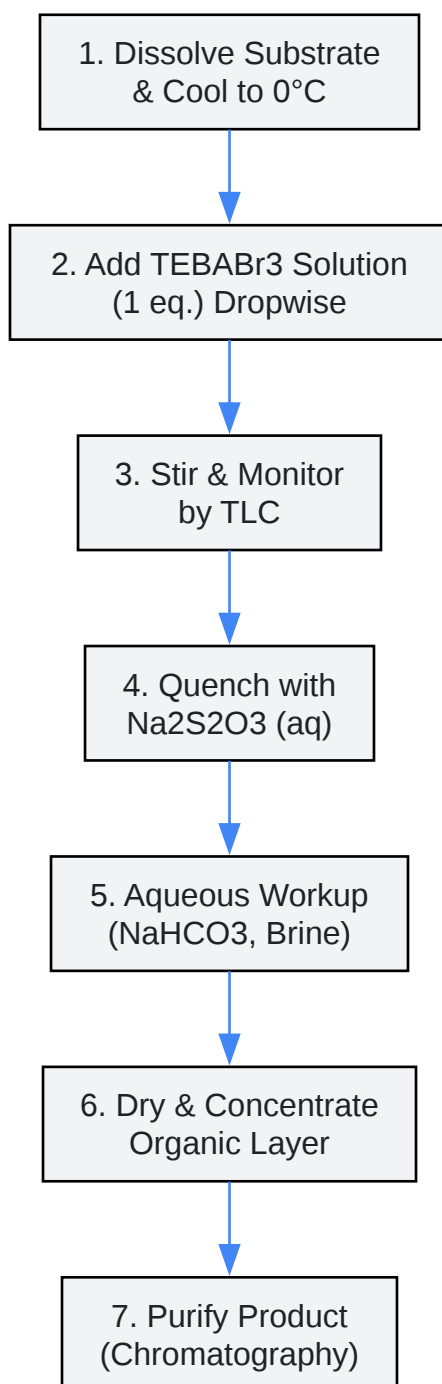 1. Dissolve Substrate
& Cool to 0°C
2. Add TEBABr3 Solution
(1 eq.) Dropwise
3. Stir & Monitor
by TLC
4. Quench with
Na2S2O3 (aq)
5. Aqueous Workup
(NaHCO3, Brine)
6. Dry & Concentrate
Organic Layer
7. Purify Product
(Chromatography)